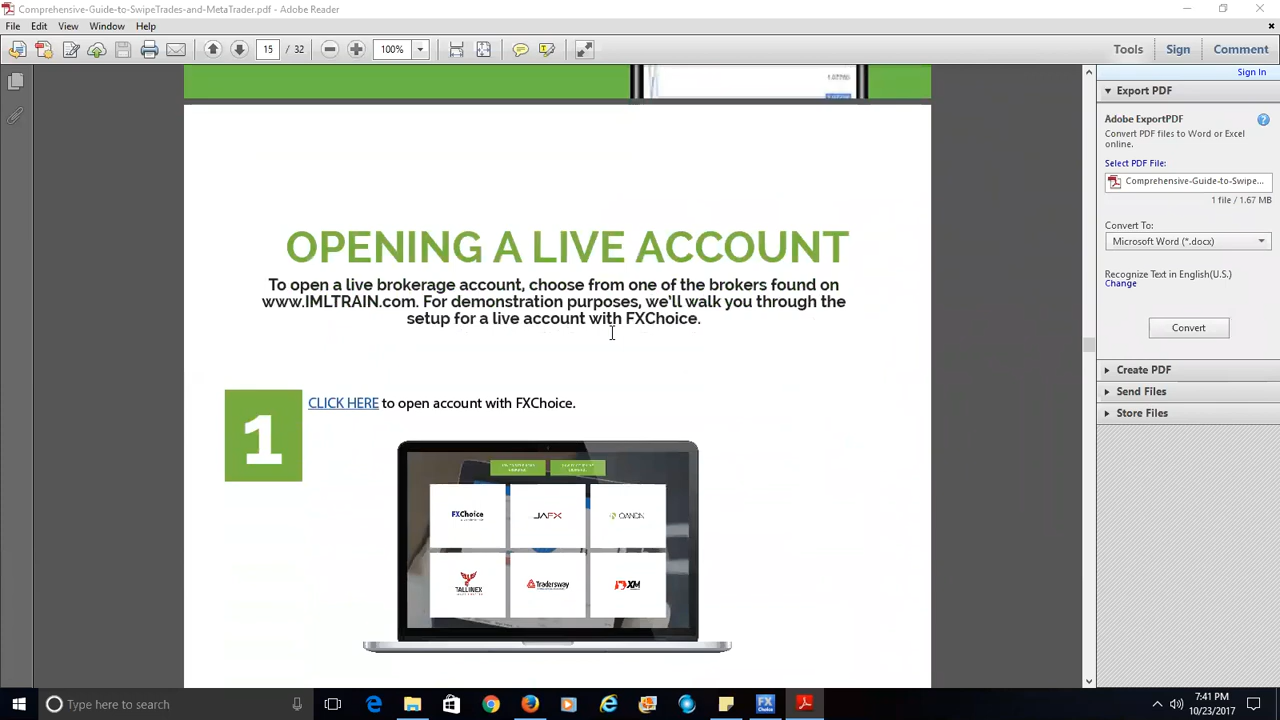 Comprehensive-Guide-to-SwipeTrades-and-MetaTrader.pdf - Adobe Reader
File Edit View Window Help
15 / 32 100% Tools Sign Comment
Sign In
Export PDF
Adobe ExportPDF
Convert PDF files to Word or Excel
online.
Select PDF File:
Comprehensive-Guide-to-Swipe...
1 file / 1.67 MB
Convert To:
Microsoft Word (*.docx)
Recognize Text in English(U.S.)
Change
Convert
Create PDF
Send Files
Store Files
OPENING A LIVE ACCOUNT
To open a live brokerage account, choose from one of the brokers found on
www.IMLTRAIN.com. For demonstration purposes, we'll walk you through the
setup for a live account with FXChoice.
1
CLICK HERE to open account with FXChoice.
FXChoice JAFX OANDA
TALLINEX Tradersway XM
Type here to search
FX
Choice
7:41 PM
10/23/2017